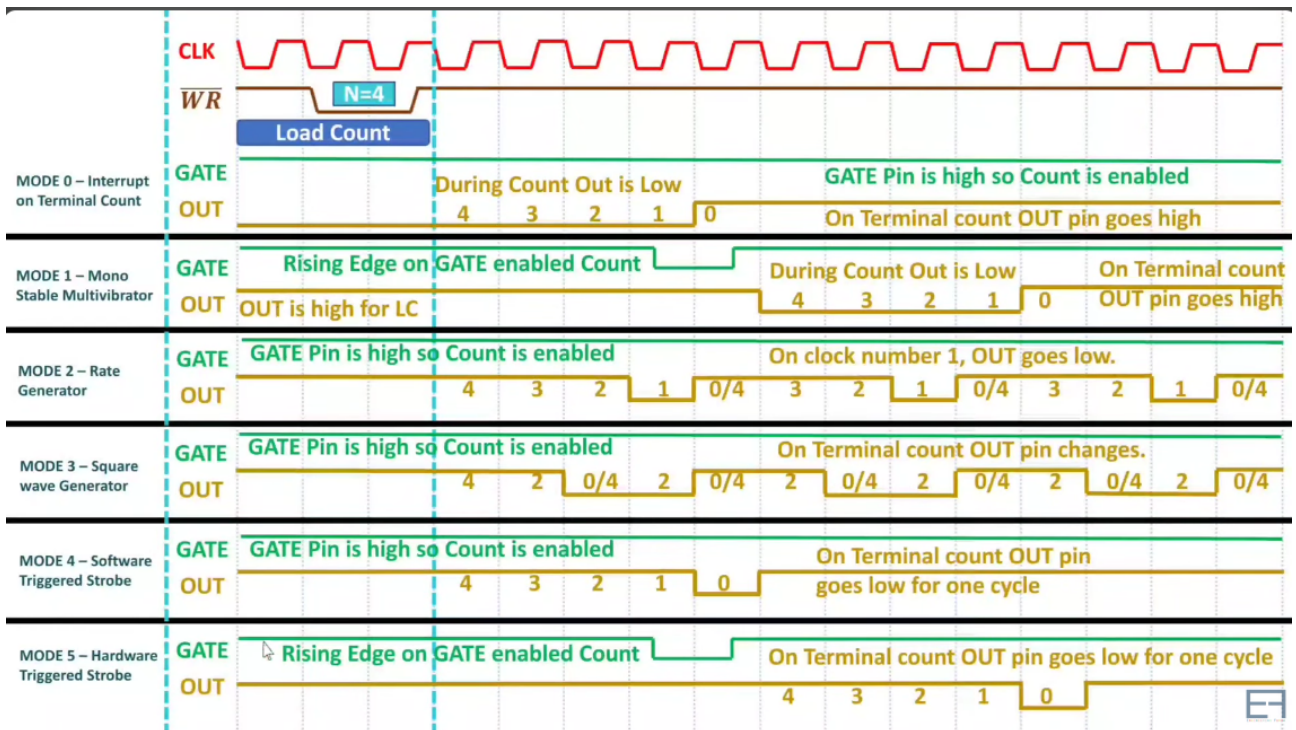 CLK
WR
N=4
Load Count
MODE 0 – Interrupt
on Terminal Count
GATE
GATE Pin is high so Count is enabled
During Count Out is Low
OUT
4 3 2 1 0
On Terminal count OUT pin goes high
MODE 1 – Mono
Stable Multivibrator
GATE
Rising Edge on GATE enabled Count
During Count Out is Low
On Terminal count
OUT pin goes high
OUT
OUT is high for LC
4 3 2 1 0
MODE 2 – Rate
Generator
GATE
GATE Pin is high so Count is enabled
On clock number 1, OUT goes low.
OUT
4 3 2 1 0/4 3 2 1 0/4 3 2 1 0/4
MODE 3 – Square
wave Generator
GATE
GATE Pin is high so Count is enabled
On Terminal count OUT pin changes.
OUT
4 2 0/4 2 0/4 2 0/4 2 0/4 2 0/4 2 0/4
MODE 4 – Software
Triggered Strobe
GATE
GATE Pin is high so Count is enabled
On Terminal count OUT pin
goes low for one cycle
OUT
4 3 2 1 0
MODE 5 – Hardware
Triggered Strobe
GATE
Rising Edge on GATE enabled Count
On Terminal count OUT pin goes low for one cycle
OUT
4 3 2 1 0